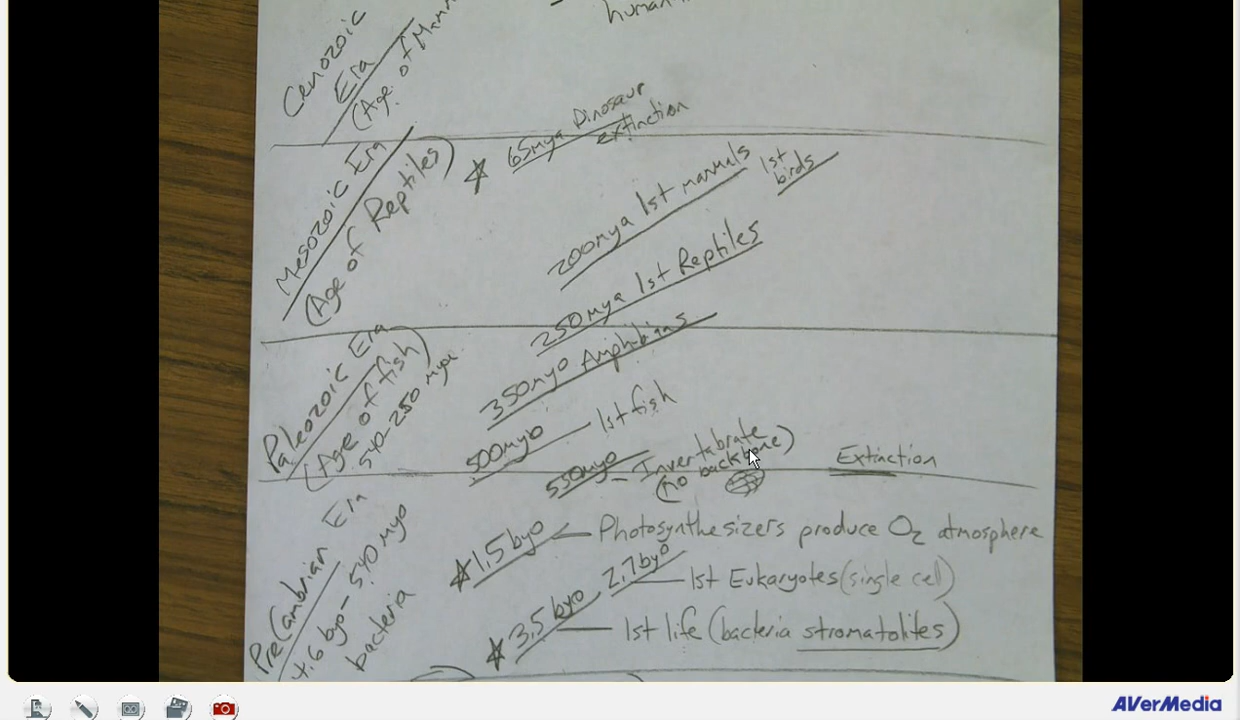 human
Cenozoic
Era
(Age of Mam
65mya Dinosaur
extinction
Mesozoic Era
(Age of Reptiles)
200mya 1st mammals
1st
birds
250mya 1st Reptiles
Paleozoic Era
(Age of fish)
540-250 mya
350myo Amphibians
500myo 1st fish
550myo - Invertabrate
(no backbone)
Extinction
PreCambrian Era
4.6 byo - 540 myo
bacteria
1.5 byo Photosynthesizers produce O2 atmosphere
2.7 byo 1st Eukaryotes (single cel)
3.5 byo 1st life (bacteria stromatolites)
AVerMedia